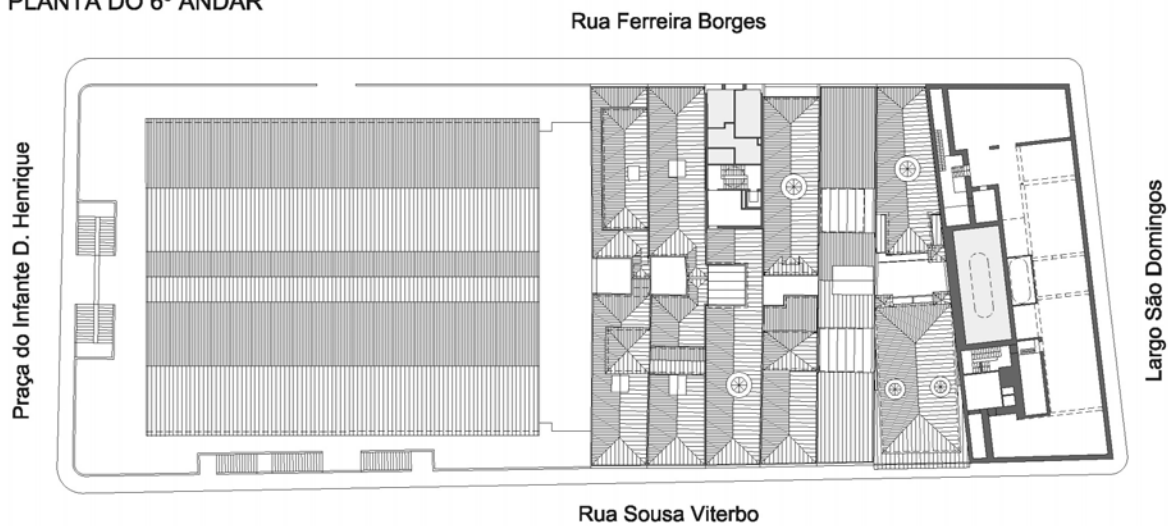 PLANTA DO 6º ANDAR
Rua Ferreira Borges
Praça do Infante D. Henrique
Largo São Domingos
Rua Sousa Viterbo